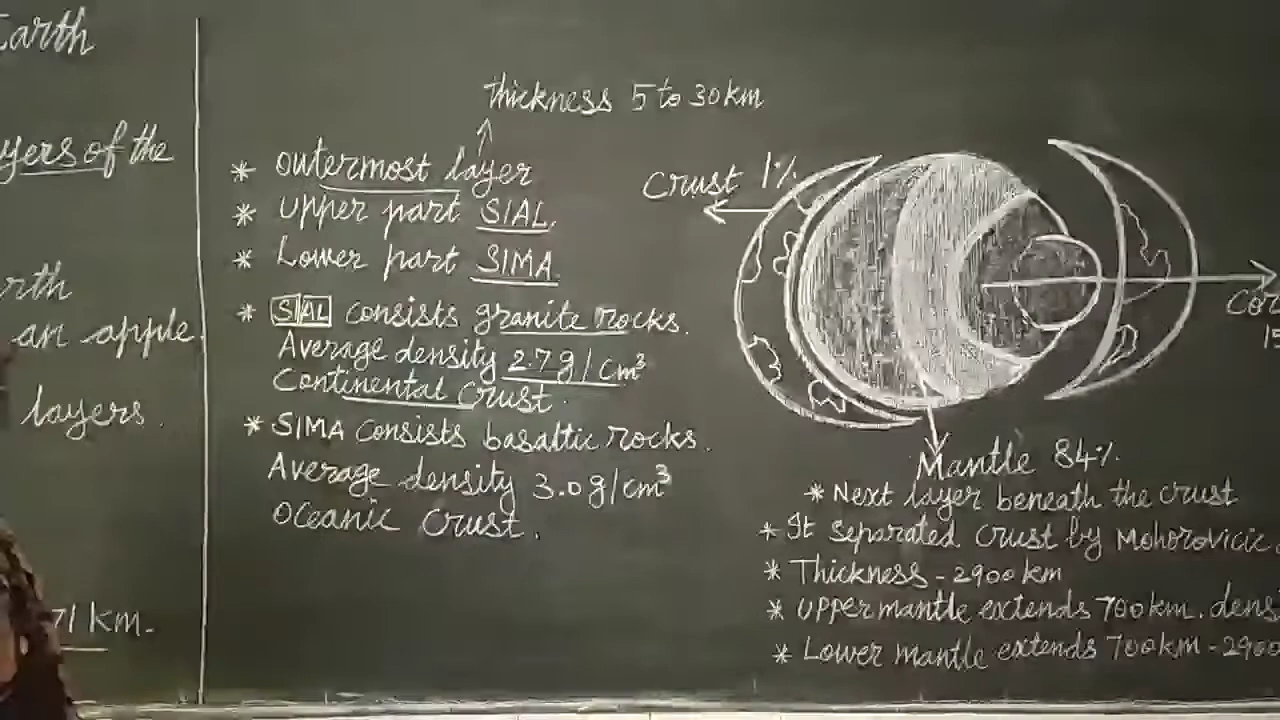 Earth
yers of the
rth
an apple.
layers.
71 km.
Thickness 5 to 30 km
* outermost layer
* upper part SIAL.
* Lower part SIMA.
* SIAL consists granite rocks.
Average density 2.7 g/cm³
Continental Crust.
* SIMA consists basaltic rocks.
Average density 3.0 g/cm³
Oceanic Crust.
Crust 1%
Cor
15
Mantle 84%
* Next layer beneath the crust
* It separated crust by Mohorovicic
* Thickness - 2900 km
* upper mantle extends 700 km. dens
* Lower mantle extends 700 km - 2900